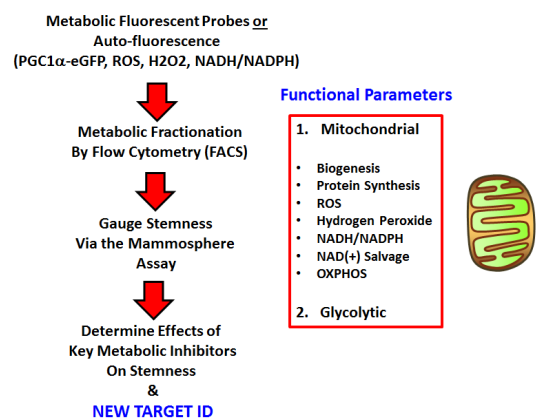 Metabolic Fluorescent Probes or
Auto-fluorescence
(PGC1α-eGFP, ROS, H2O2, NADH/NADPH)
Metabolic Fractionation
By Flow Cytometry (FACS)
Gauge Stemness
Via the Mammosphere
Assay
Determine Effects of
Key Metabolic Inhibitors
On Stemness
&
NEW TARGET ID
Functional Parameters
1. Mitochondrial
• Biogenesis
• Protein Synthesis
• ROS
• Hydrogen Peroxide
• NADH/NADPH
• NAD(+) Salvage
• OXPHOS
2. Glycolytic